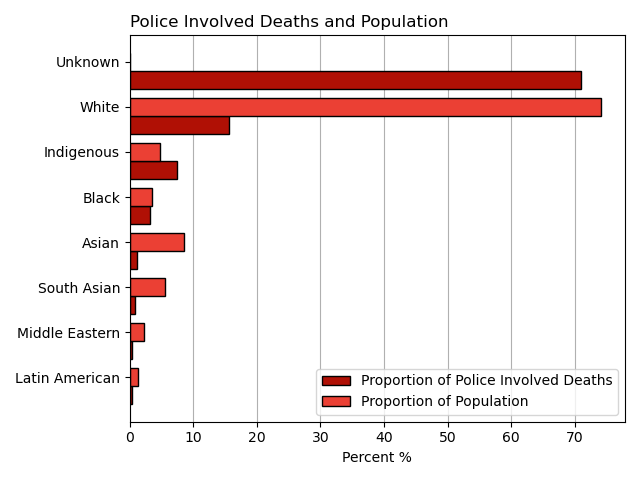 Police Involved Deaths and Population
Unknown
White
Indigenous
Black
Asian
South Asian
Middle Eastern
Latin American
Proportion of Police Involved Deaths
Proportion of Population
0 10 20 30 40 50 60 70
Percent %